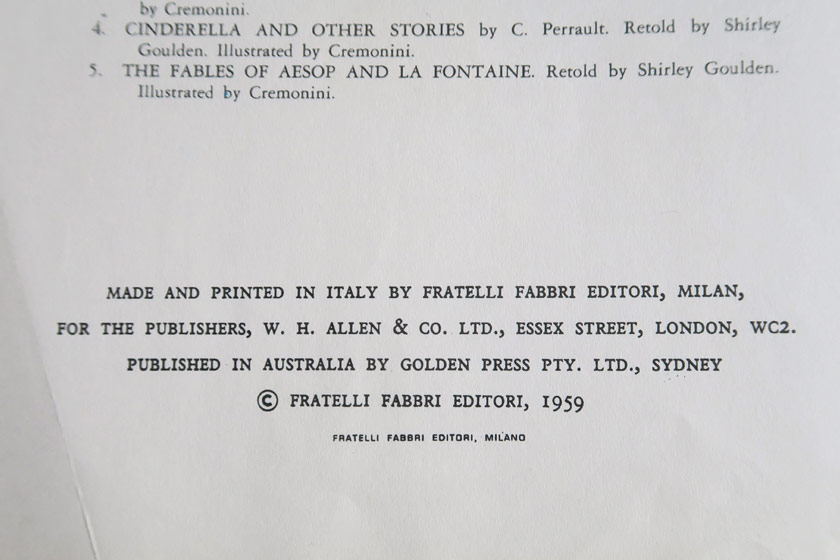 by Cremonini.
4. CINDERELLA AND OTHER STORIES by C. Perrault. Retold by Shirley
Goulden. Illustrated by Cremonini.
5. THE FABLES OF AESOP AND LA FONTAINE. Retold by Shirley Goulden.
Illustrated by Cremonini.
MADE AND PRINTED IN ITALY BY FRATELLI FABBRI EDITORI, MILAN,
FOR THE PUBLISHERS, W. H. ALLEN & CO. LTD., ESSEX STREET, LONDON, WC2.
PUBLISHED IN AUSTRALIA BY GOLDEN PRESS PTY. LTD., SYDNEY
© FRATELLI FABBRI EDITORI, 1959
FRATELLI FABBRI EDITORI, MILANO